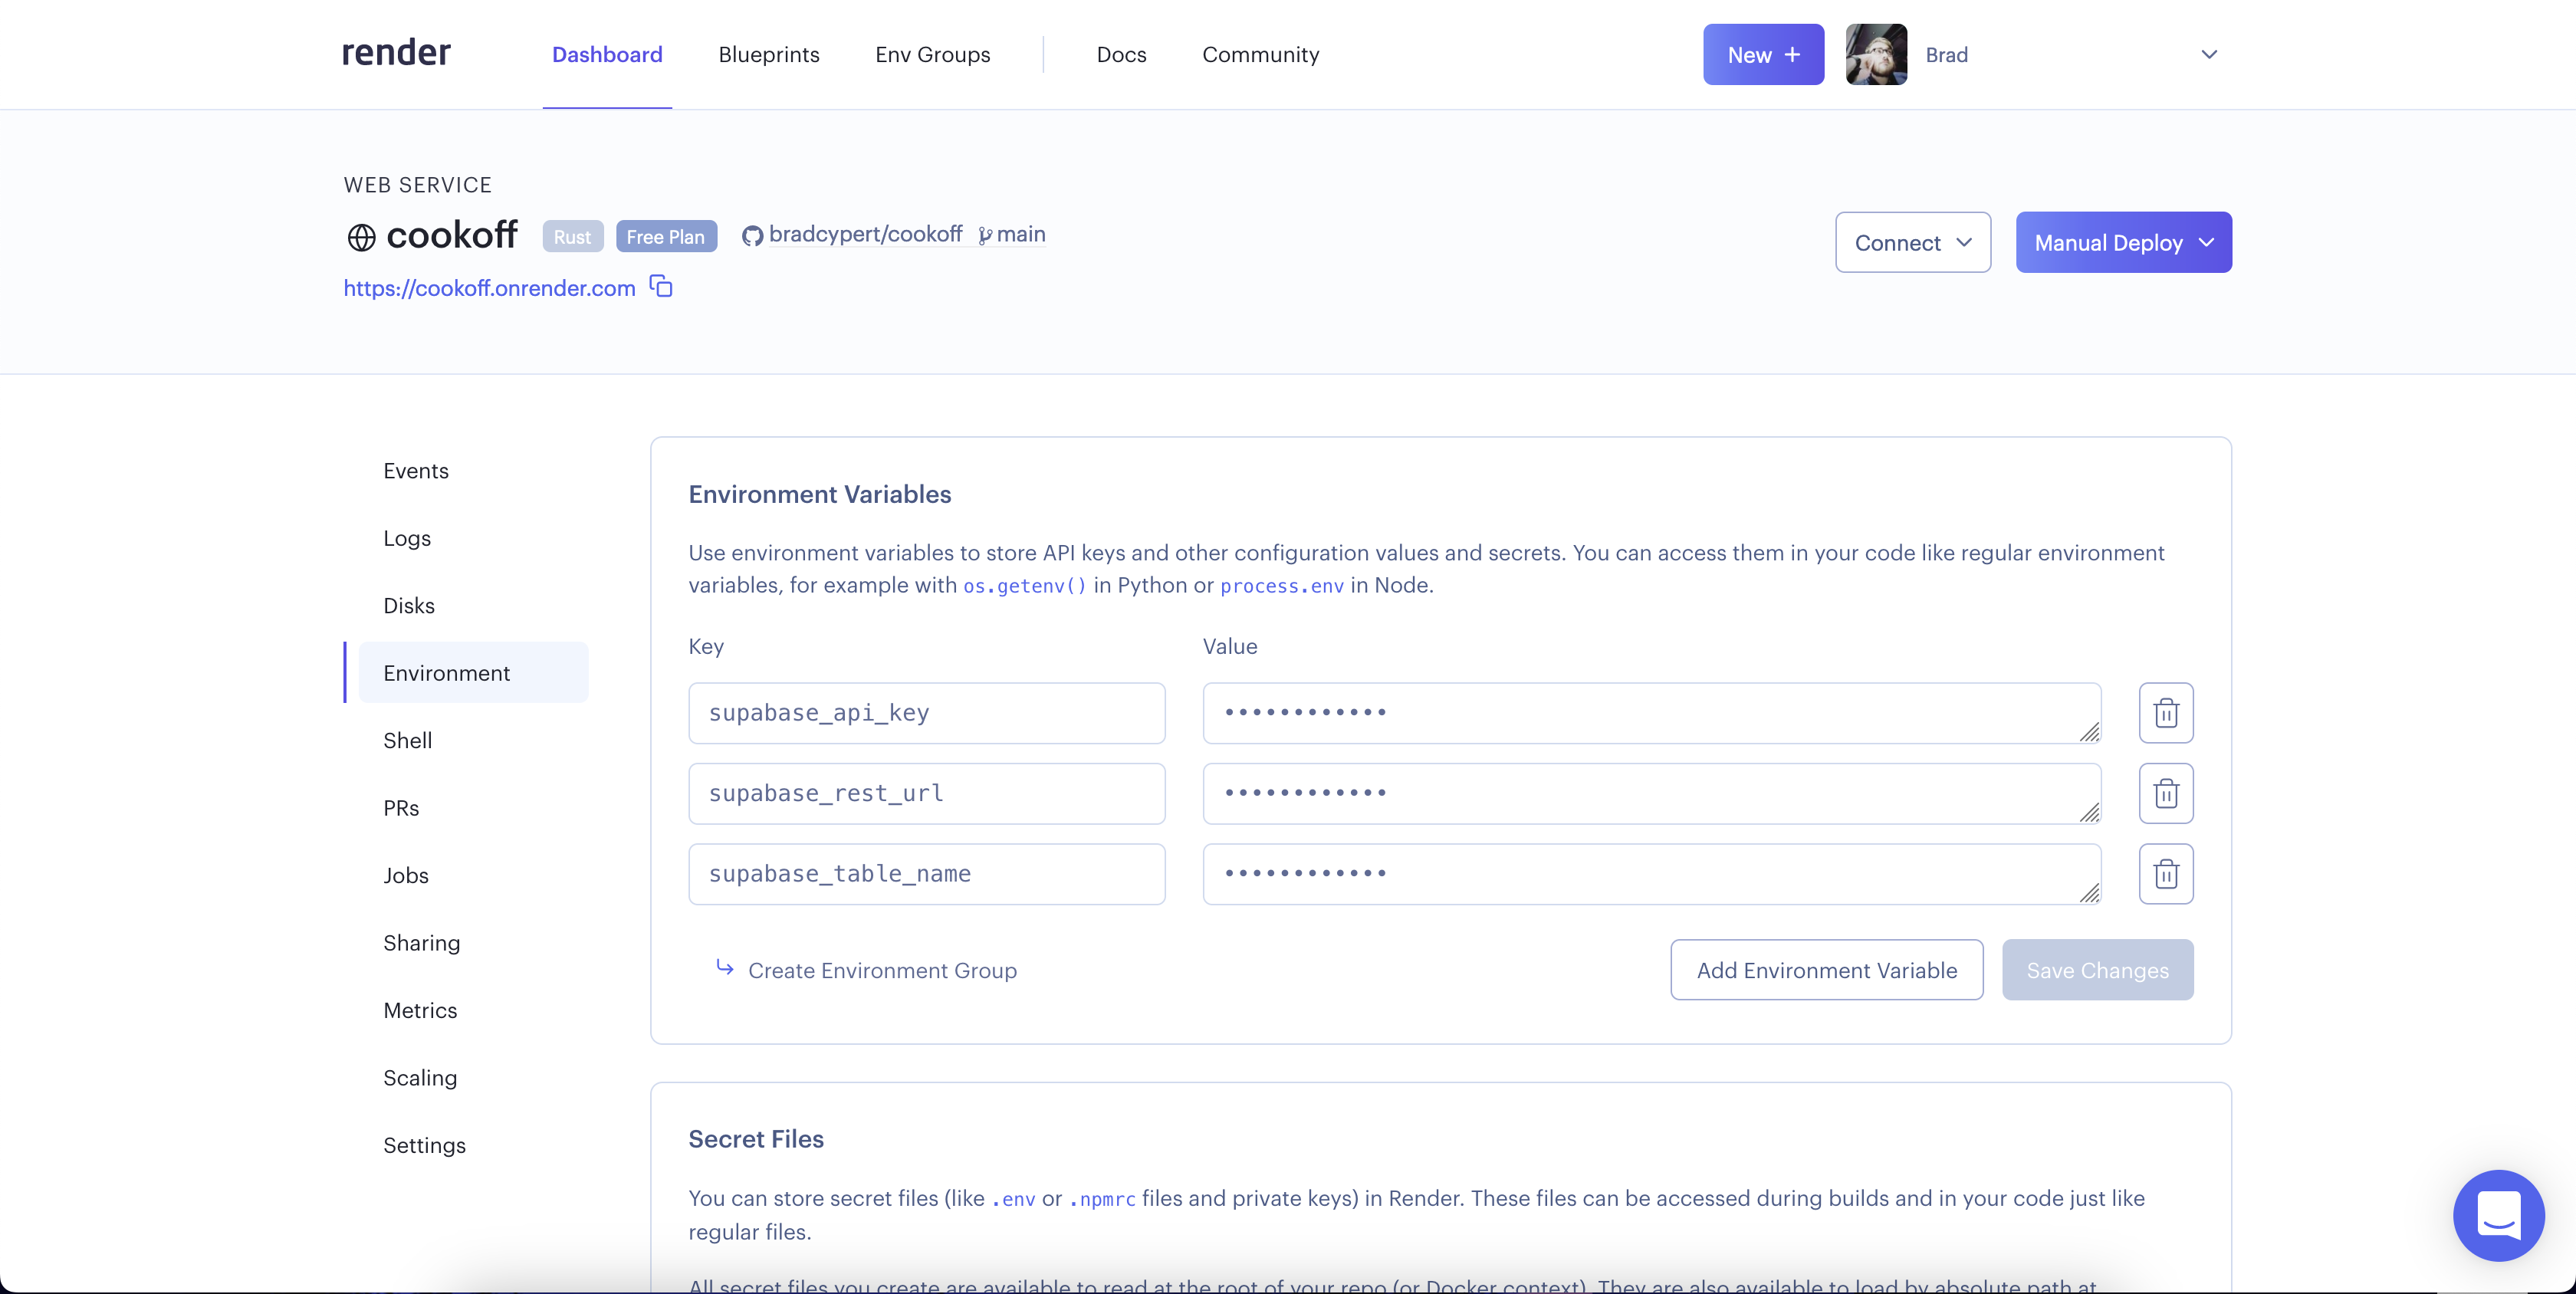 render
Dashboard
Blueprints
Env Groups
Docs
Community
New +
Brad
WEB SERVICE
cookoff
Rust
Free Plan
bradcypert/cookoff
main
https://cookoff.onrender.com
Connect
Manual Deploy
Events
Logs
Disks
Environment
Shell
PRs
Jobs
Sharing
Metrics
Scaling
Settings
Environment Variables
Use environment variables to store API keys and other configuration values and secrets. You can access them in your code like regular environment
variables, for example with os.getenv() in Python or process.env in Node.
Key
Value
supabase_api_key
••••••••••••
supabase_rest_url
••••••••••••
supabase_table_name
••••••••••••
Create Environment Group
Add Environment Variable
Save Changes
Secret Files
You can store secret files (like .env or .npmrc files and private keys) in Render. These files can be accessed during builds and in your code just like
regular files.
All secret files you create are available to read at the root of your repo (or Docker context). They are also available to load by absolute path at